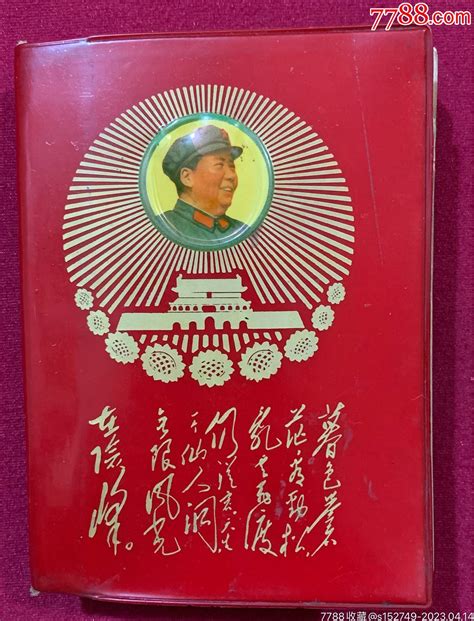 7788.com
暮色蒼
茫看勁松
亂雲飛渡
仍從容天生
一个仙人洞
无限風光
在險峰。
7788收藏@s152749-2023.04.14